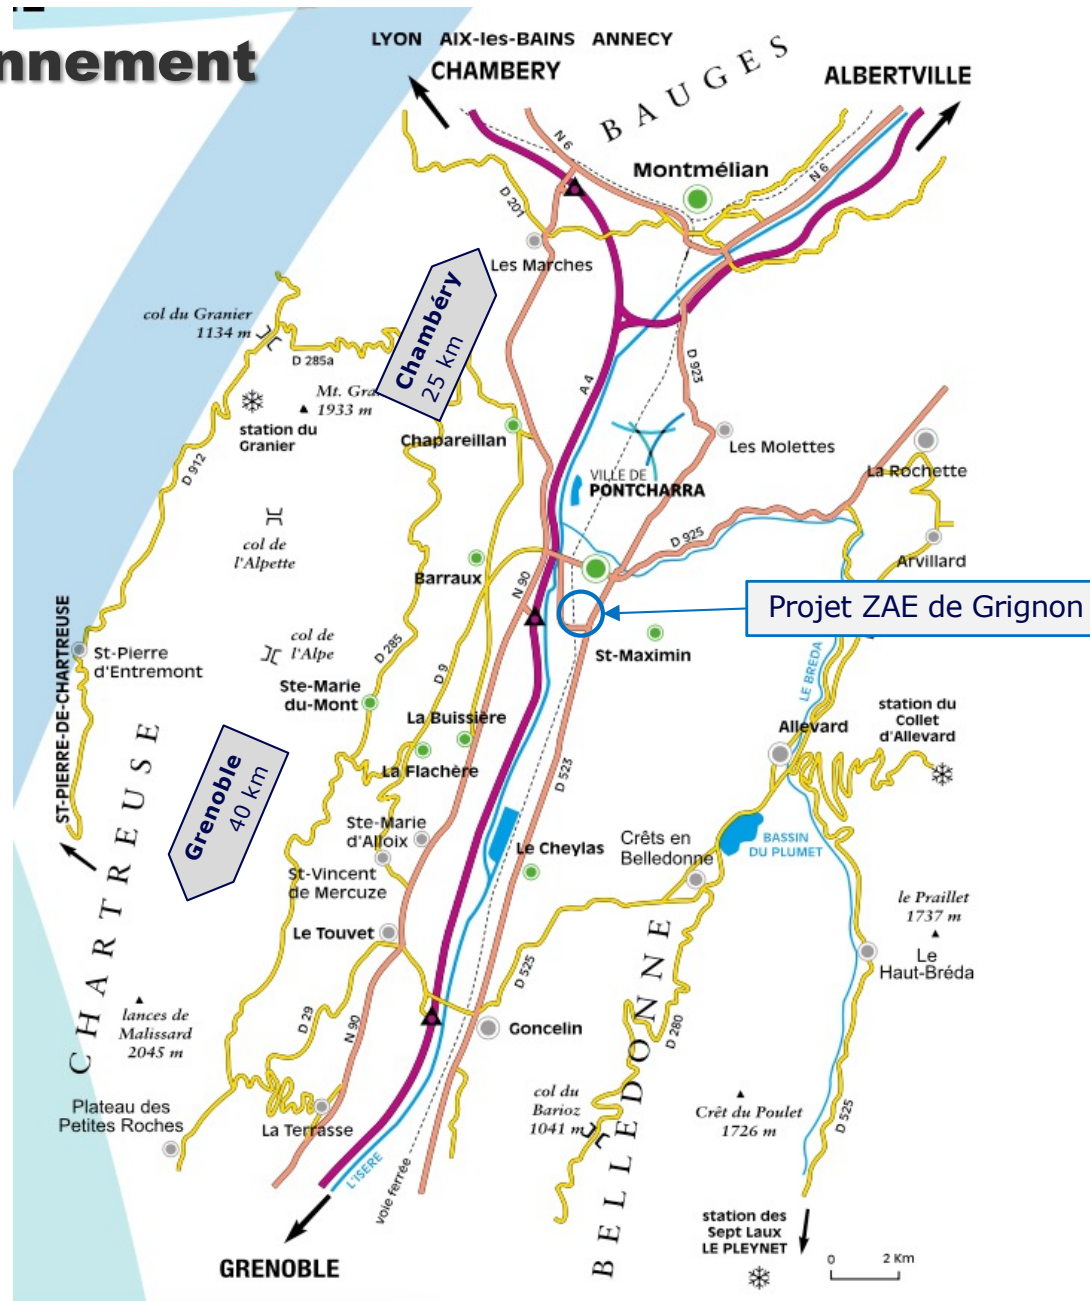 nnement
LYON AIX-les-BAINS ANNECY
CHAMBERY
BAUGES
ALBERTVILLE
N 6
Montmélian
N 6
D 201
Les Marches
Chambéry
25 km
col du Granier
1134 m
D 285a
A 4
D 923
Mt. Gra
1933 m
station du
Granier
Chapareillan
Les Molettes
La Rochette
D 912
VILLE DE
PONTCHARRA
col de
l'Alpette
D 925
Arvillard
Barraux
N 90
Projet ZAE de Grignon
ST-PIERRE-DE-CHARTREUSE
St-Pierre
d'Entremont
col de
l'Alpe
D 285
D 9
St-Maximin
LE BREDA
Ste-Marie
du-Mont
La Buissière
Allevard
station du
Collet
d'Allevard
CHARTREUSE
La Flachère
D 523
Grenoble
40 km
Ste-Marie
d'Alloix
Le Cheylas
Crêts en
Belledonne
BASSIN
DU PLUMET
St-Vincent
de Mercuze
le Praillet
1737 m
Le Touvet
BELLEDONNE
Le
Haut-Bréda
D 525
lances de
Malissard
2045 m
D 29
N 90
Goncelin
D 280
col du
Barioz
1041 m
Crêt du Poulet
1726 m
D 525
Plateau des
Petites Roches
La Terrasse
L'ISERE
voie ferrée
GRENOBLE
station des
Sept Laux
LE PLEYNET
0 2 Km